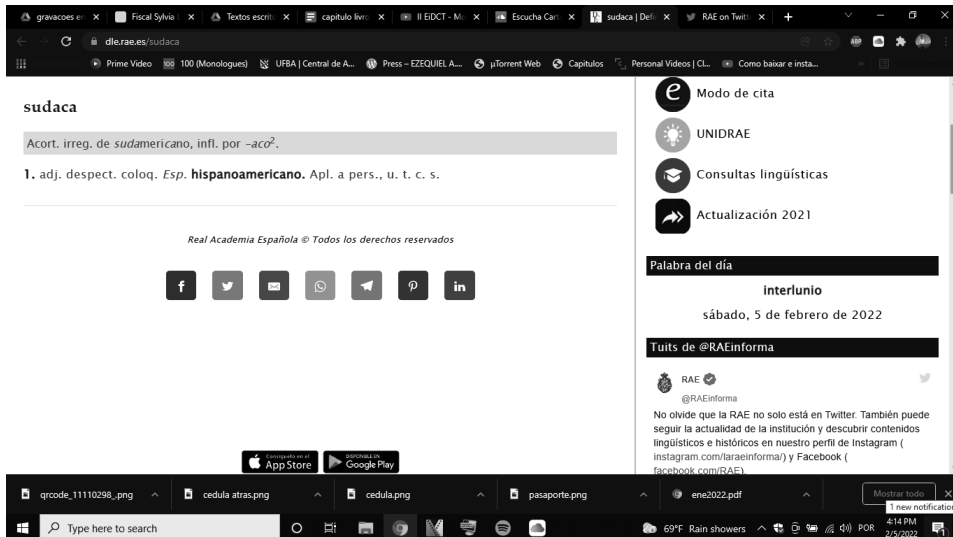 gravacoes en
Fiscal Sylvia
Textos escrit
capitulo livro
II EiDCT - Mo
Escucha Cart
sudaca | Defin
RAE on Twitt
dle.rae.es/sudaca
ABP
Prime Video
100 100 (Monologues)
UFBA | Central de A...
Press – EZEQUIEL A....
µTorrent Web
Capitulos
Personal Videos | Cl...
Como baixar e insta...
sudaca
Acort. irreg. de sudamericano, infl. por -aco2.
1. adj. despect. coloq. Esp. hispanoamericano. Apl. a pers., u. t. c. s.
Real Academia Española © Todos los derechos reservados
f
in
Consíguelo en el
App Store
DISPONIBLE EN
Google Play
e Modo de cita
UNIDRAE
Consultas lingüísticas
Actualización 2021
Palabra del día
interlunio
sábado, 5 de febrero de 2022
Tuits de @RAEinforma
RAE
@RAEinforma
No olvide que la RAE no solo está en Twitter. También puede
seguir la actualidad de la institución y descubrir contenidos
lingüísticos e históricos en nuestro perfil de Instagram (
instagram.com/laraeinforma/) y Facebook (
facebook.com/RAE).
qrcode_11110298_.png
cedula atras.png
cedula.png
pasaporte.png
ene2022.pdf
Mostrar todo
1 new notification
Type here to search
69°F Rain showers
POR
4:14 PM
2/5/2022